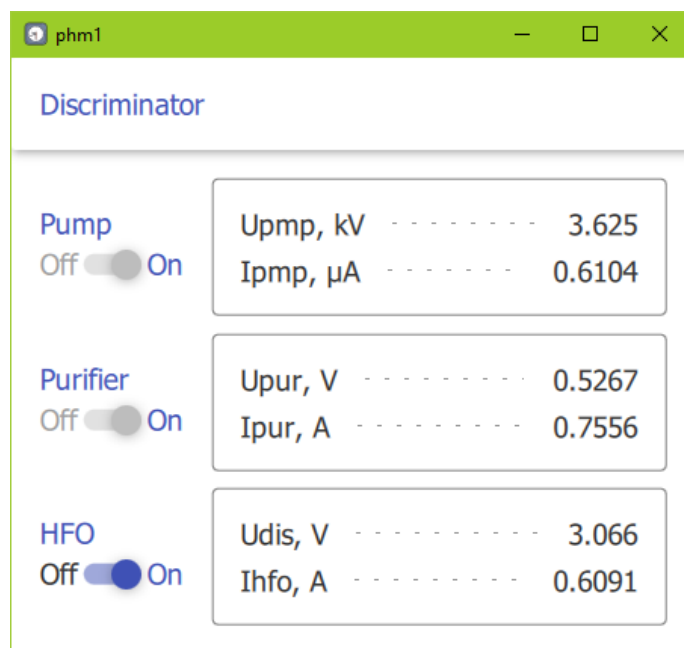 phm1
Discriminator
Pump
Off On
Upmp, kV 3.625
Ipmp, µA 0.6104
Purifier
Off On
Upur, V 0.5267
Ipur, A 0.7556
HFO
Off On
Udis, V 3.066
Ihfo, A 0.6091